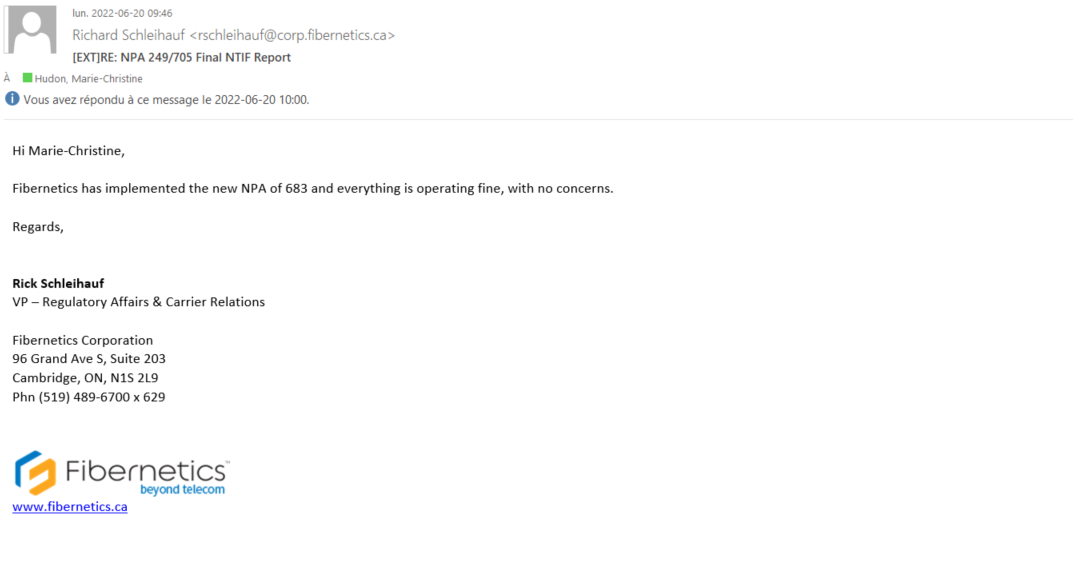 lun. 2022-06-20 09:46
Richard Schleihauf <rschleihauf@corp.fibernetics.ca>
[EXT]RE: NPA 249/705 Final NTIF Report
À Hudon, Marie-Christine
Vous avez répondu à ce message le 2022-06-20 10:00.
Hi Marie-Christine,
Fibernetics has implemented the new NPA of 683 and everything is operating fine, with no concerns.
Regards,
Rick Schleihauf
VP – Regulatory Affairs & Carrier Relations
Fibernetics Corporation
96 Grand Ave S, Suite 203
Cambridge, ON, N1S 2L9
Phn (519) 489-6700 x 629
Fibernetics™
beyond telecom
www.fibernetics.ca